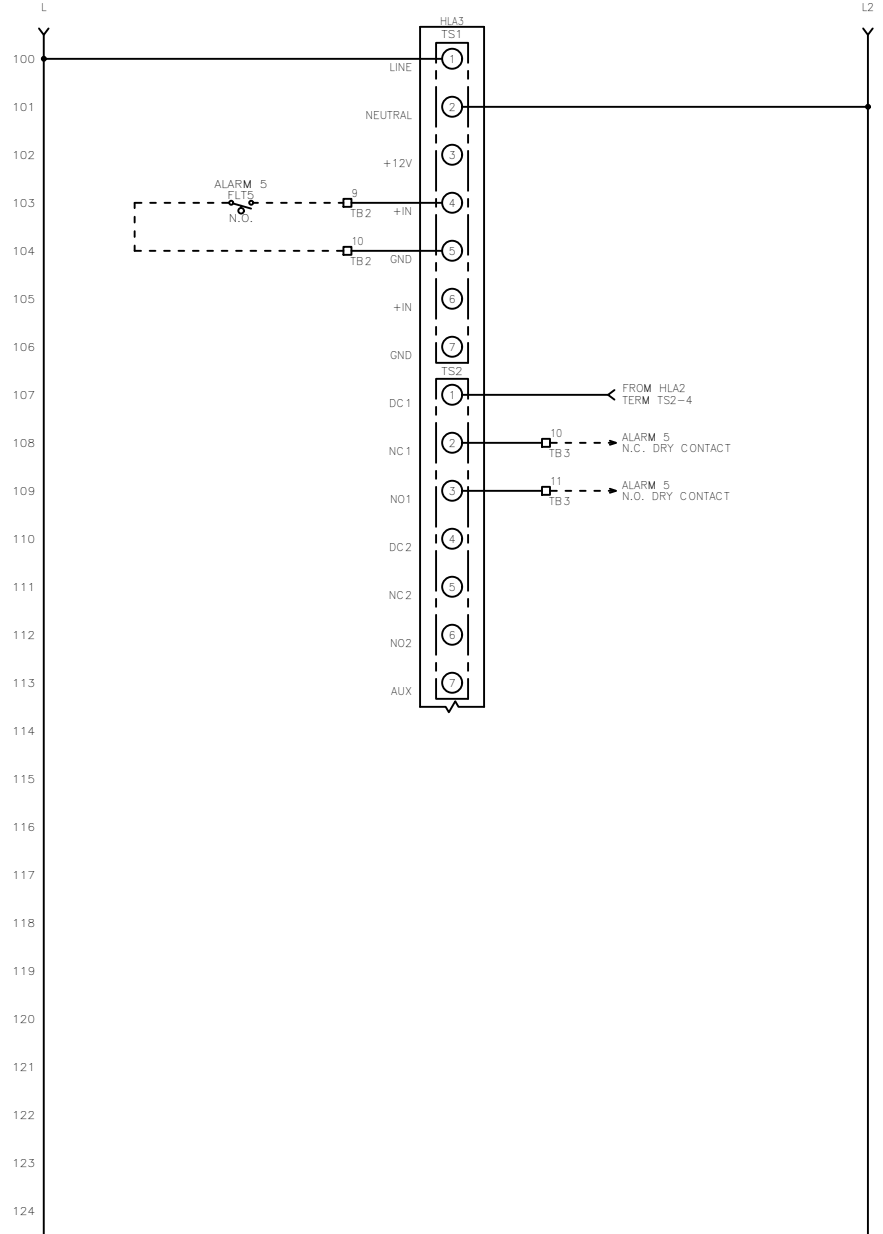 L
L2
HLA3
TS1
100
1
LINE
101
2
NEUTRAL
102
3
+12V
ALARM 5
FLT5
N.O.
103
9
TB2
+IN
4
104
10
TB2
GND
5
105
+IN
6
106
GND
7
TS2
107
DC1
1
FROM HLA2
TERM TS2-4
108
NC1
2
10
TB3
ALARM 5
N.C. DRY CONTACT
109
NO1
3
11
TB3
ALARM 5
N.O. DRY CONTACT
110
DC2
4
111
NC2
5
112
NO2
6
113
AUX
7
114
115
116
117
118
119
120
121
122
123
124